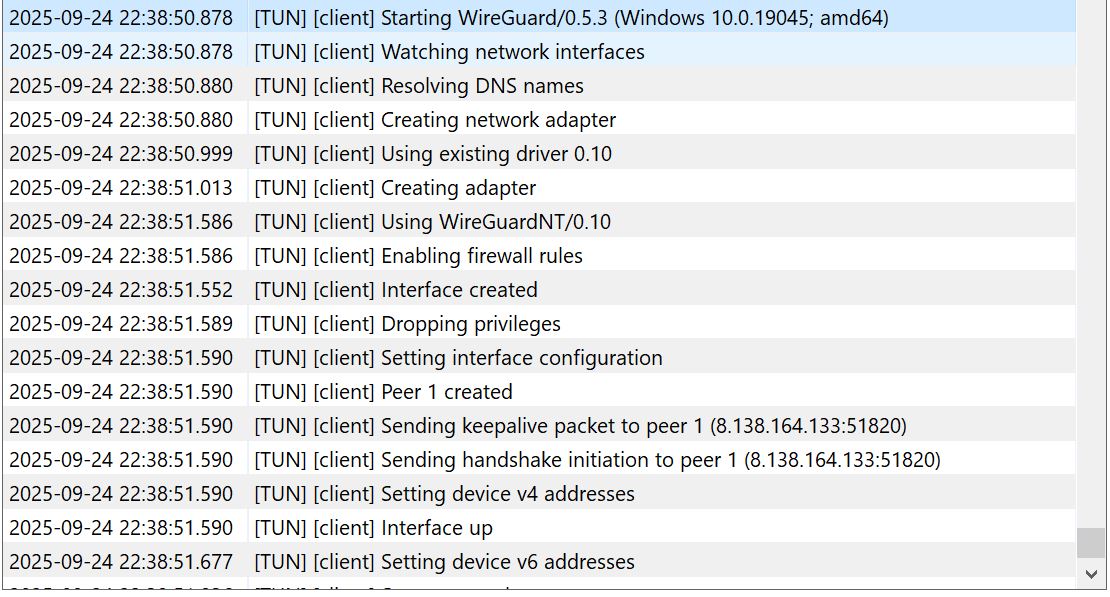 2025-09-24 22:38:50.878 [TUN] [client] Starting WireGuard/0.5.3 (Windows 10.0.19045; amd64)
2025-09-24 22:38:50.878 [TUN] [client] Watching network interfaces
2025-09-24 22:38:50.880 [TUN] [client] Resolving DNS names
2025-09-24 22:38:50.880 [TUN] [client] Creating network adapter
2025-09-24 22:38:50.999 [TUN] [client] Using existing driver 0.10
2025-09-24 22:38:51.013 [TUN] [client] Creating adapter
2025-09-24 22:38:51.586 [TUN] [client] Using WireGuardNT/0.10
2025-09-24 22:38:51.586 [TUN] [client] Enabling firewall rules
2025-09-24 22:38:51.552 [TUN] [client] Interface created
2025-09-24 22:38:51.589 [TUN] [client] Dropping privileges
2025-09-24 22:38:51.590 [TUN] [client] Setting interface configuration
2025-09-24 22:38:51.590 [TUN] [client] Peer 1 created
2025-09-24 22:38:51.590 [TUN] [client] Sending keepalive packet to peer 1 (8.138.164.133:51820)
2025-09-24 22:38:51.590 [TUN] [client] Sending handshake initiation to peer 1 (8.138.164.133:51820)
2025-09-24 22:38:51.590 [TUN] [client] Setting device v4 addresses
2025-09-24 22:38:51.590 [TUN] [client] Interface up
2025-09-24 22:38:51.677 [TUN] [client] Setting device v6 addresses